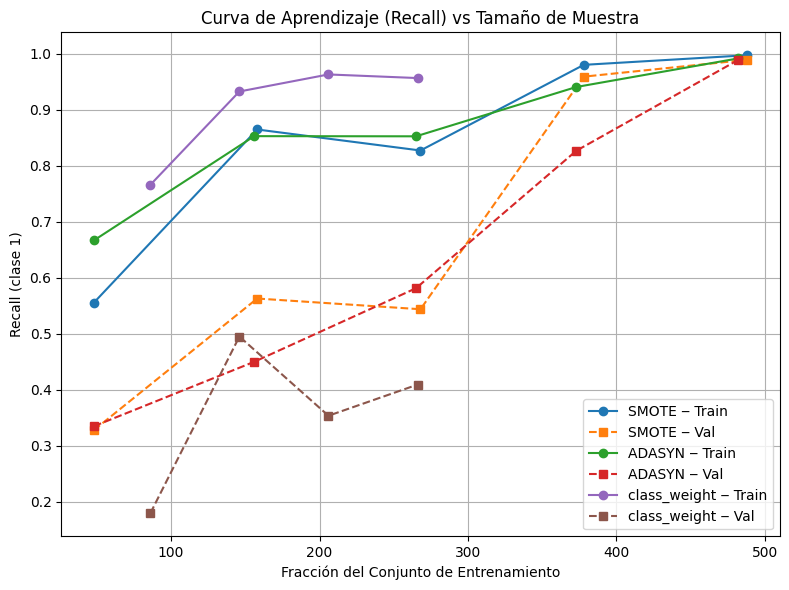 Curva de Aprendizaje (Recall) vs Tamaño de Muestra
1.0
0.9
0.8
0.7
0.6
0.5
0.4
0.3
0.2
Recall (clase 1)
SMOTE – Train
SMOTE – Val
ADASYN – Train
ADASYN – Val
class_weight – Train
class_weight – Val
100
200
300
400
500
Fracción del Conjunto de Entrenamiento